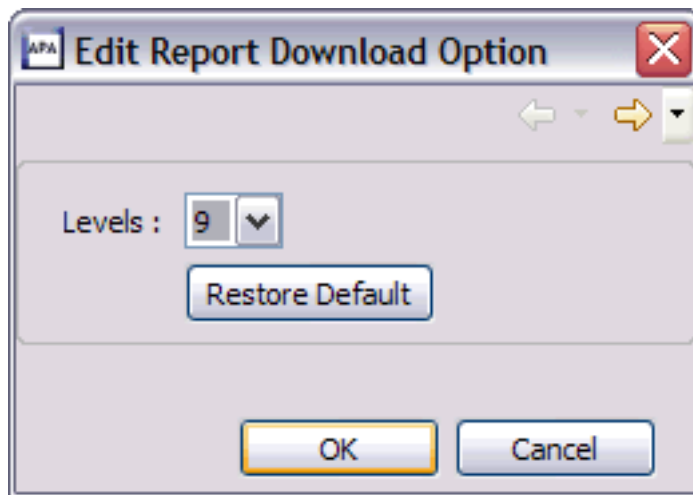 APA Edit Report Download Option
Levels : 9
Restore Default
OK Cancel